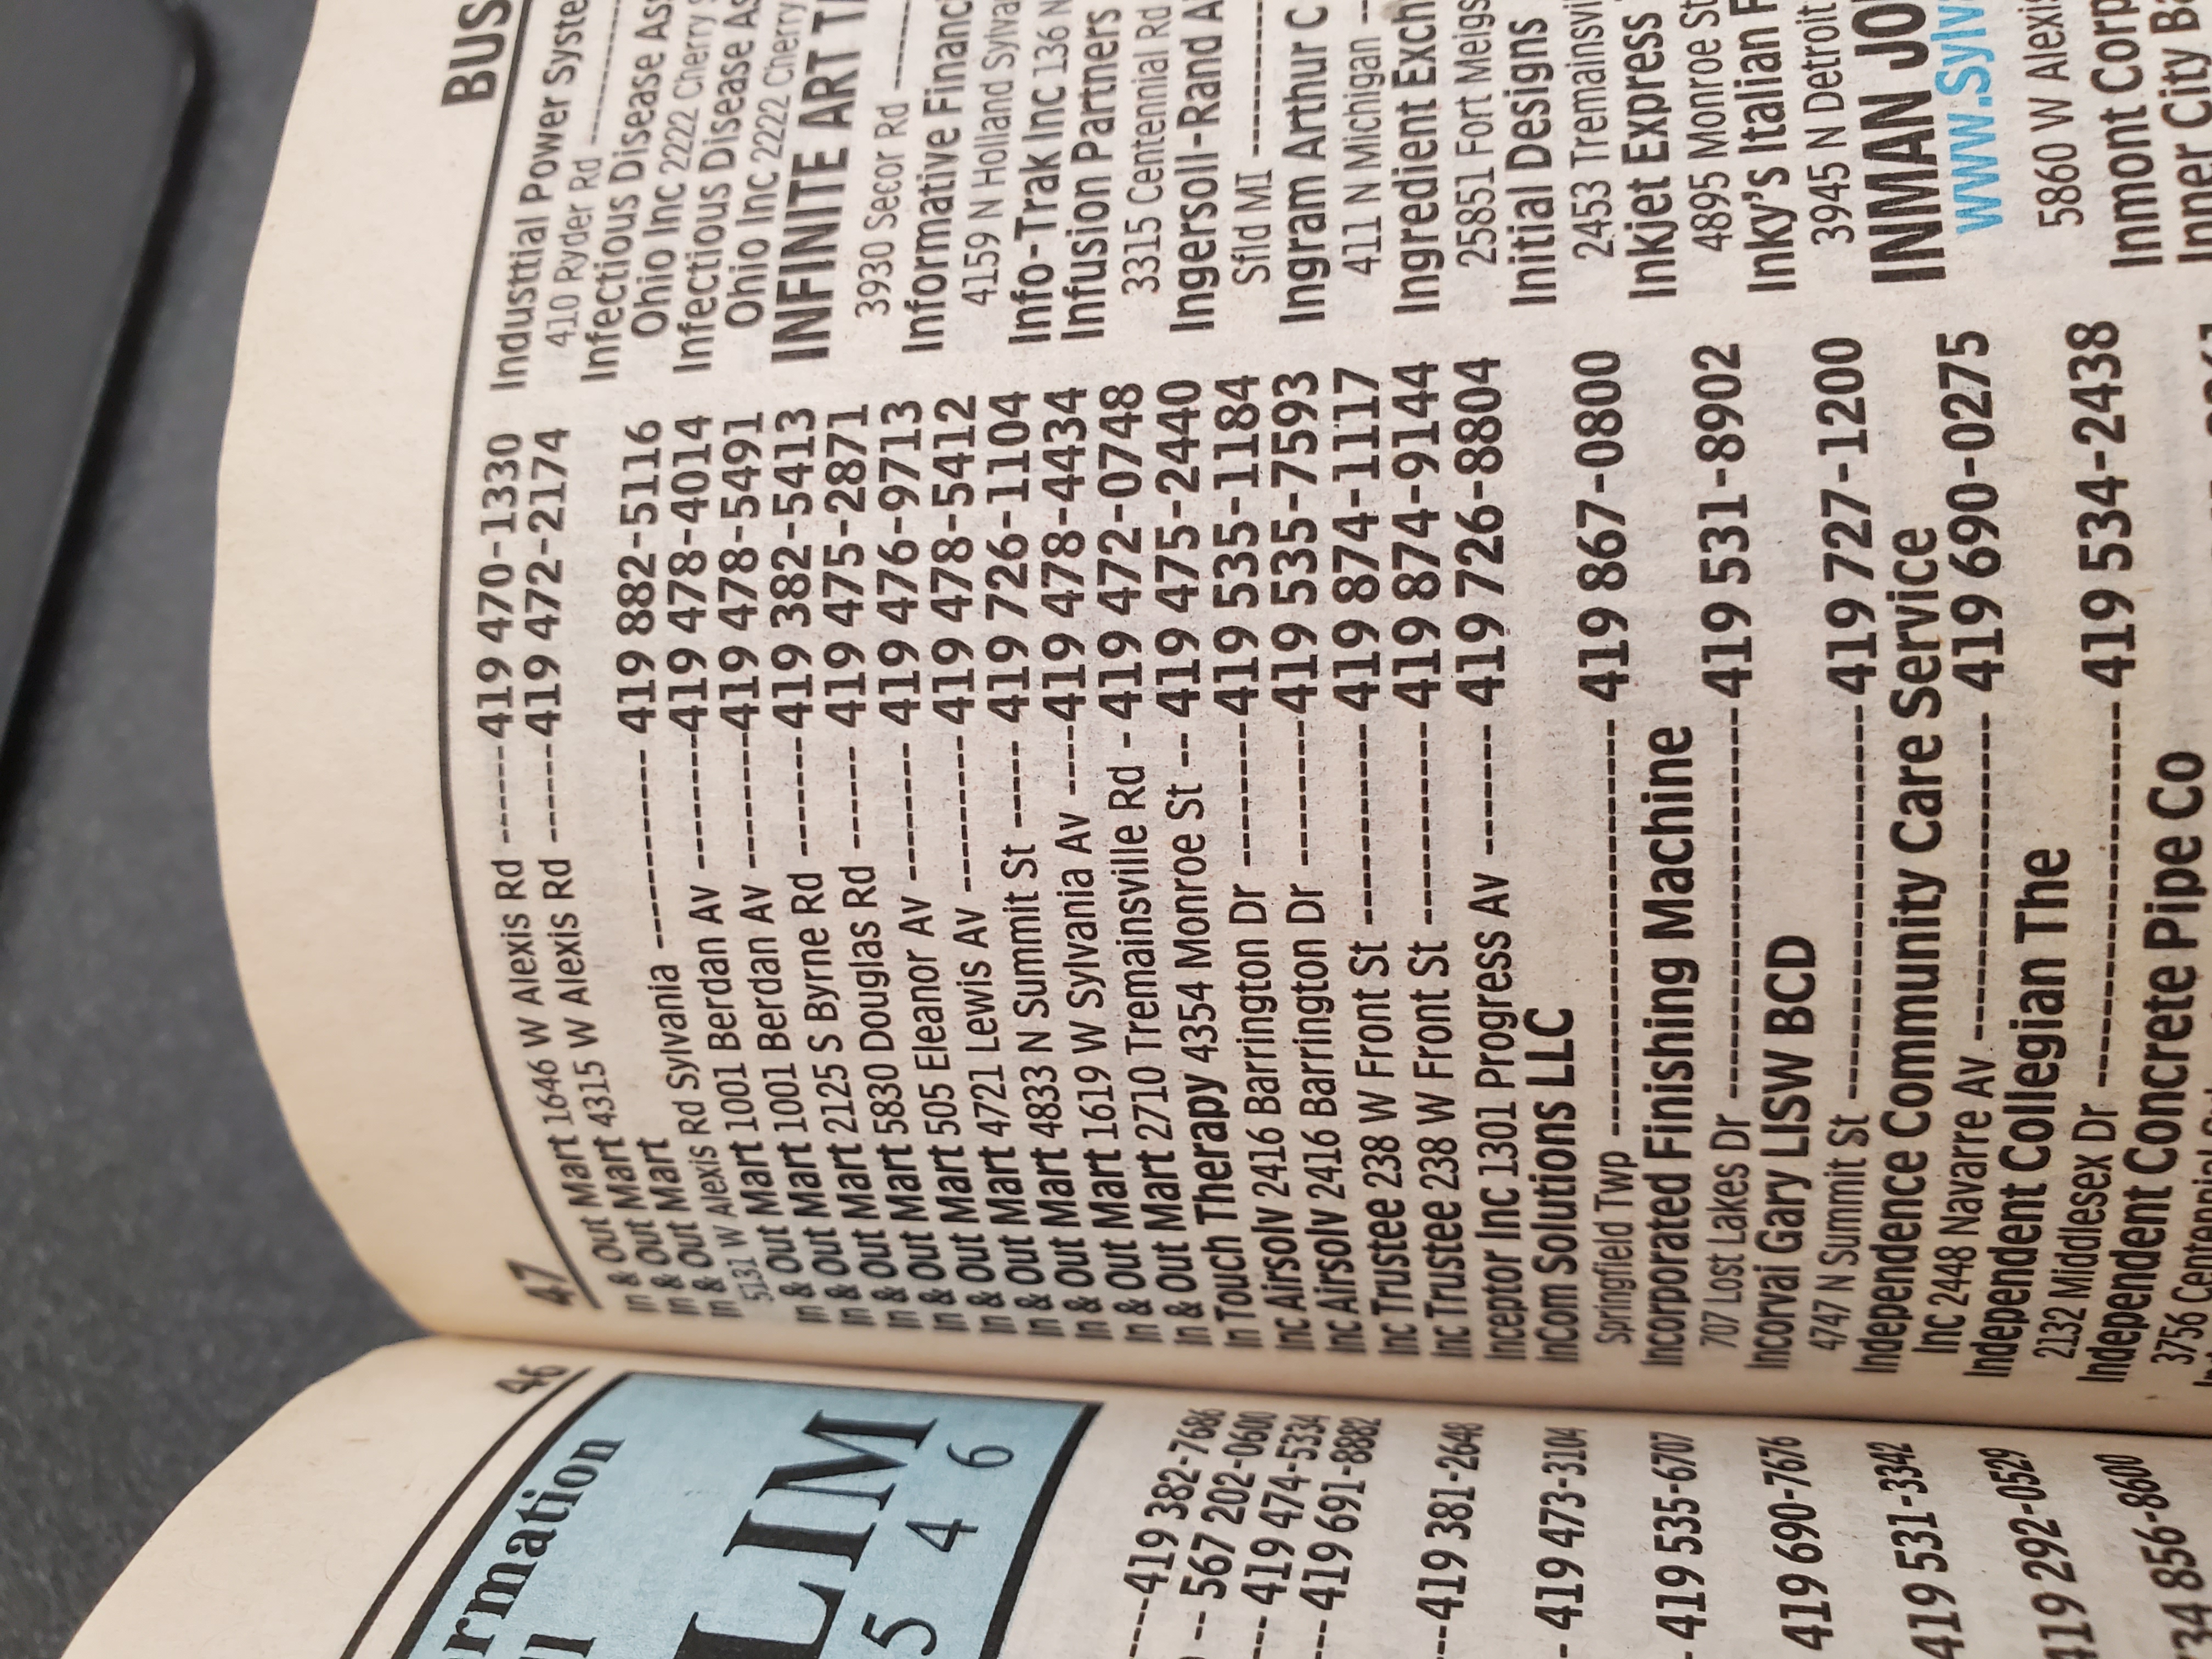 46
rmation
LIM
5 4 6
----419 382-7686
-- 567 202-0600
--- 419 474-5334
--- 419 691-8882
---419 381-2648
- 419 473-3104
- 419 535-6707
419 690-7676
419 531-3342
419 292-0529
856-8600
47
In & Out Mart 1646 W Alexis Rd -------419 470-1330
In & Out Mart 4315 W Alexis Rd ------419 472-2174
In & Out Mart
5131 W Alexis Rd Sylvania -------------- 419 882-5116
In & Out Mart 1001 Berdan Av ---------419 478-4014
In & Out Mart 1001 Berdan Av ---------419 478-5491
In & Out Mart 2125 S Byrne Rd --------419 382-5413
In & Out Mart 5830 Douglas Rd ------- 419 475-2871
In & Out Mart 505 Eleanor Av ---------- 419 476-9713
In & Out Mart 4721 Lewis Av -----------419 478-5412
In & Out Mart 4833 N Summit St ------ 419 726-1104
In & Out Mart 1619 W Sylvania Av -----419 478-4434
In & Out Mart 2710 Tremainsville Rd - 419 472-0748
In Touch Therapy 4354 Monroe St --- 419 475-2440
Inc Airsolv 2416 Barrington Dr ----------419 535-1184
Inc Airsolv 2416 Barrington Dr ----------419 535-7593
Inc Trustee 238 W Front St -------------- 419 874-1117
Inc Trustee 238 W Front St -------------- 419 874-9144
Inceptor Inc 1301 Progress Av --------- 419 726-8804
InCom Solutions LLC
Springfield Twp ----------------------------- 419 867-0800
Incorporated Finishing Machine
707 Lost Lakes Dr ---------------------------419 531-8902
Incorvai Gary LISW BCD
4747 N Summit St --------------------------- 419 727-1200
Independence Community Care Service
Inc 2448 Navarre Av ---------------------- 419 690-0275
Independent Collegian The
2132 Middlesex Dr -------------------------- 419 534-2438
Independent Concrete Pipe Co
3756 Centennial
BUS
Industtial Power Syste
410 Ryder Rd -----------
Infectious Disease As
Ohio Inc 2222 Cherry
Infectious Disease As
Ohio Inc 2222 Cherry
INFINITE ART
3930 Secor Rd --------
Informative Financ
4159 N Holland Sylva
Info-Trak Inc 136 N
Infusion Partners
3315 Centennial Rd
Ingersoll-Rand A
Sfld MI ----------
Ingram Arthur C
411 N Michigan --
Ingredient Exch
25851 Fort Meigs
Initial Designs
2453 Tremainsvi
Inkjet Express
4895 Monroe St
Inky's Italian F
3945 N Detroit
INMAN JO
www.Sylv
5860 W Alexis
Inmont Corp
Inner City Ba